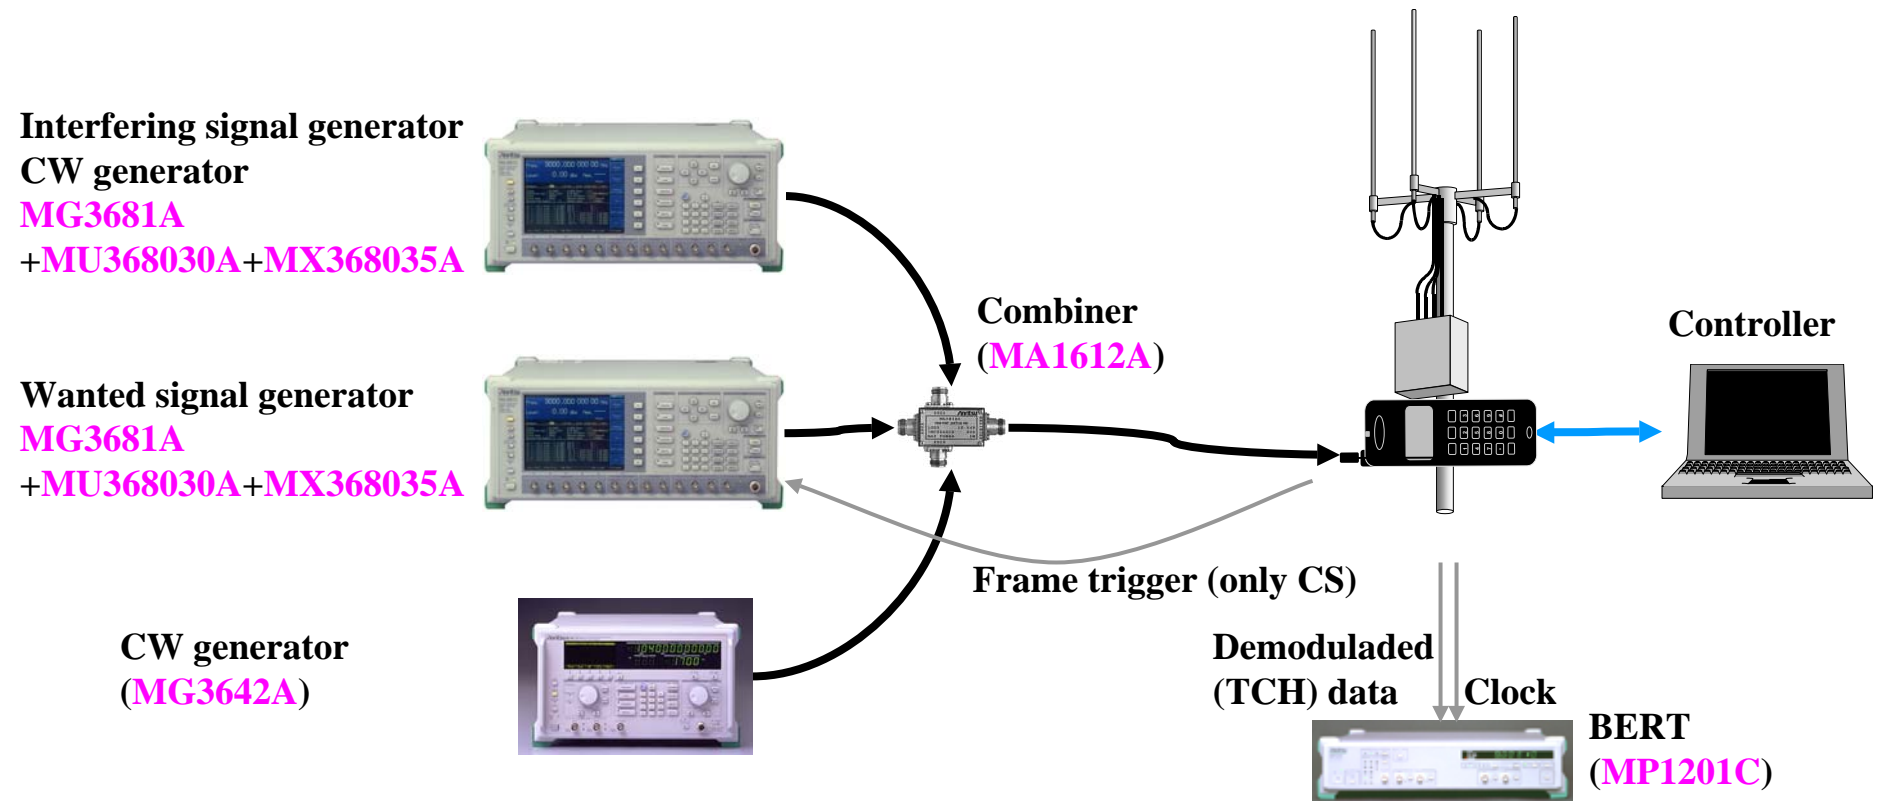 Interfering signal generator
CW generator
MG3681A
+MU368030A+MX368035A
Combiner
(MA1612A)
Controller
Wanted signal generator
MG3681A
+MU368030A+MX368035A
Anritsu
Frame trigger (only CS)
CW generator
(MG3642A)
Demoduladed
(TCH) data
Clock
BERT
(MP1201C)